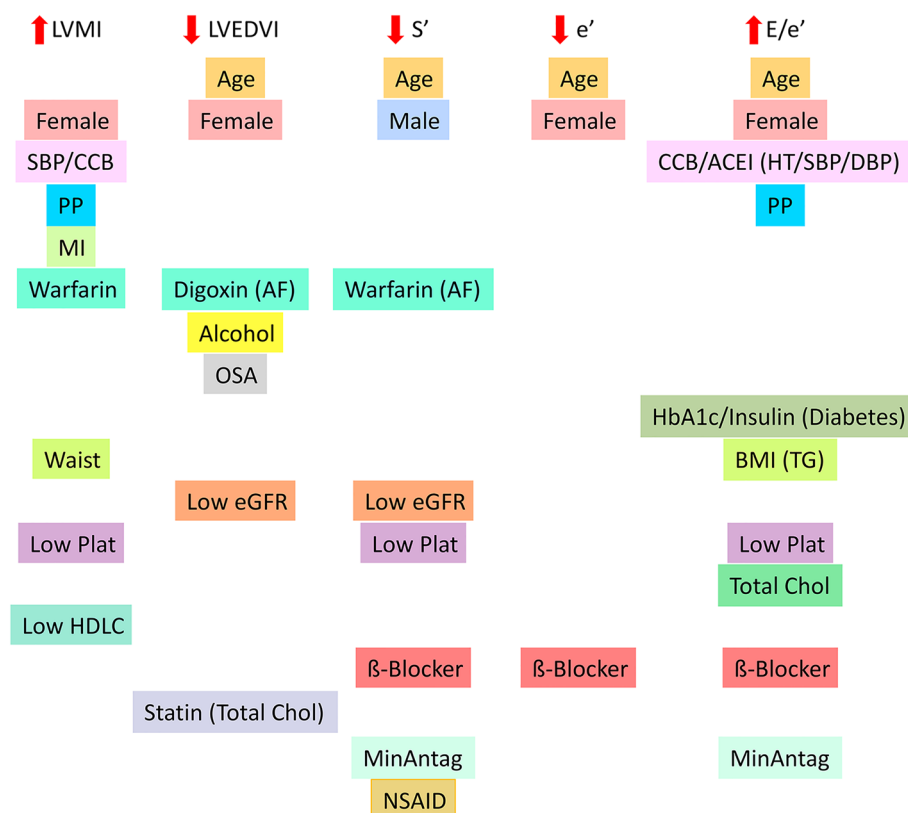 LVMI LVEDVI S’ e’ E/e’
Age Age Age Age
Female Female Male Female Female
SBP/CCB CCB/ACEI (HT/SBP/DBP)
PP PP
MI
Warfarin Digoxin (AF) Warfarin (AF)
Alcohol
OSA
HbA1c/Insulin (Diabetes)
Waist BMI (TG)
Low eGFR Low eGFR
Low Plat Low Plat Low Plat
Total Chol
Low HDLC
ß-Blocker ß-Blocker ß-Blocker
Statin (Total Chol)
MinAntag MinAntag
NSAID